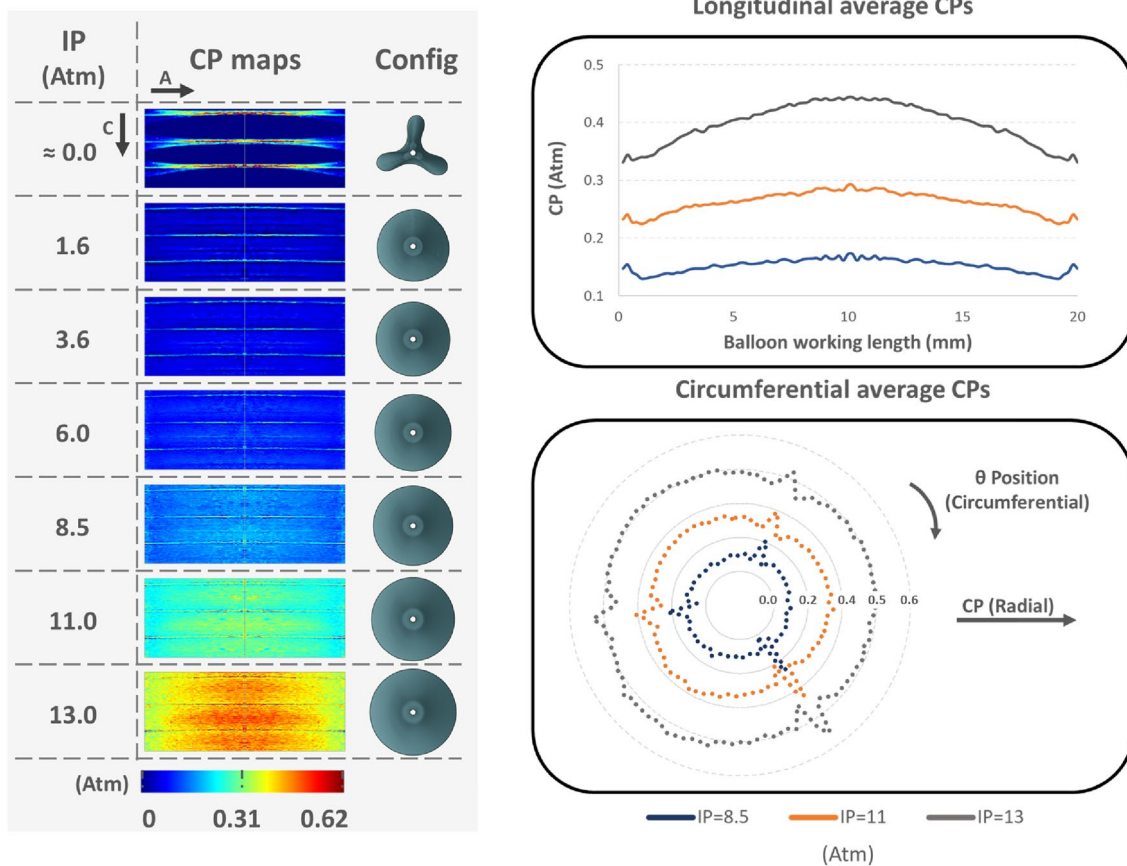 IP
(Atm)
CP maps
Config
A
C
≈ 0.0
1.6
3.6
6.0
8.5
11.0
13.0
(Atm)
0 0.31 0.62
Longitudinal average CPs
0.5
0.4
0.3
0.2
0.1
CP (Atm)
0 5 10 15 20
Balloon working length (mm)
Circumferential average CPs
θ Position
(Circumferential)
0.0 0.2 0.4 0.5 0.6
CP (Radial)
IP=8.5 IP=11 IP=13
(Atm)